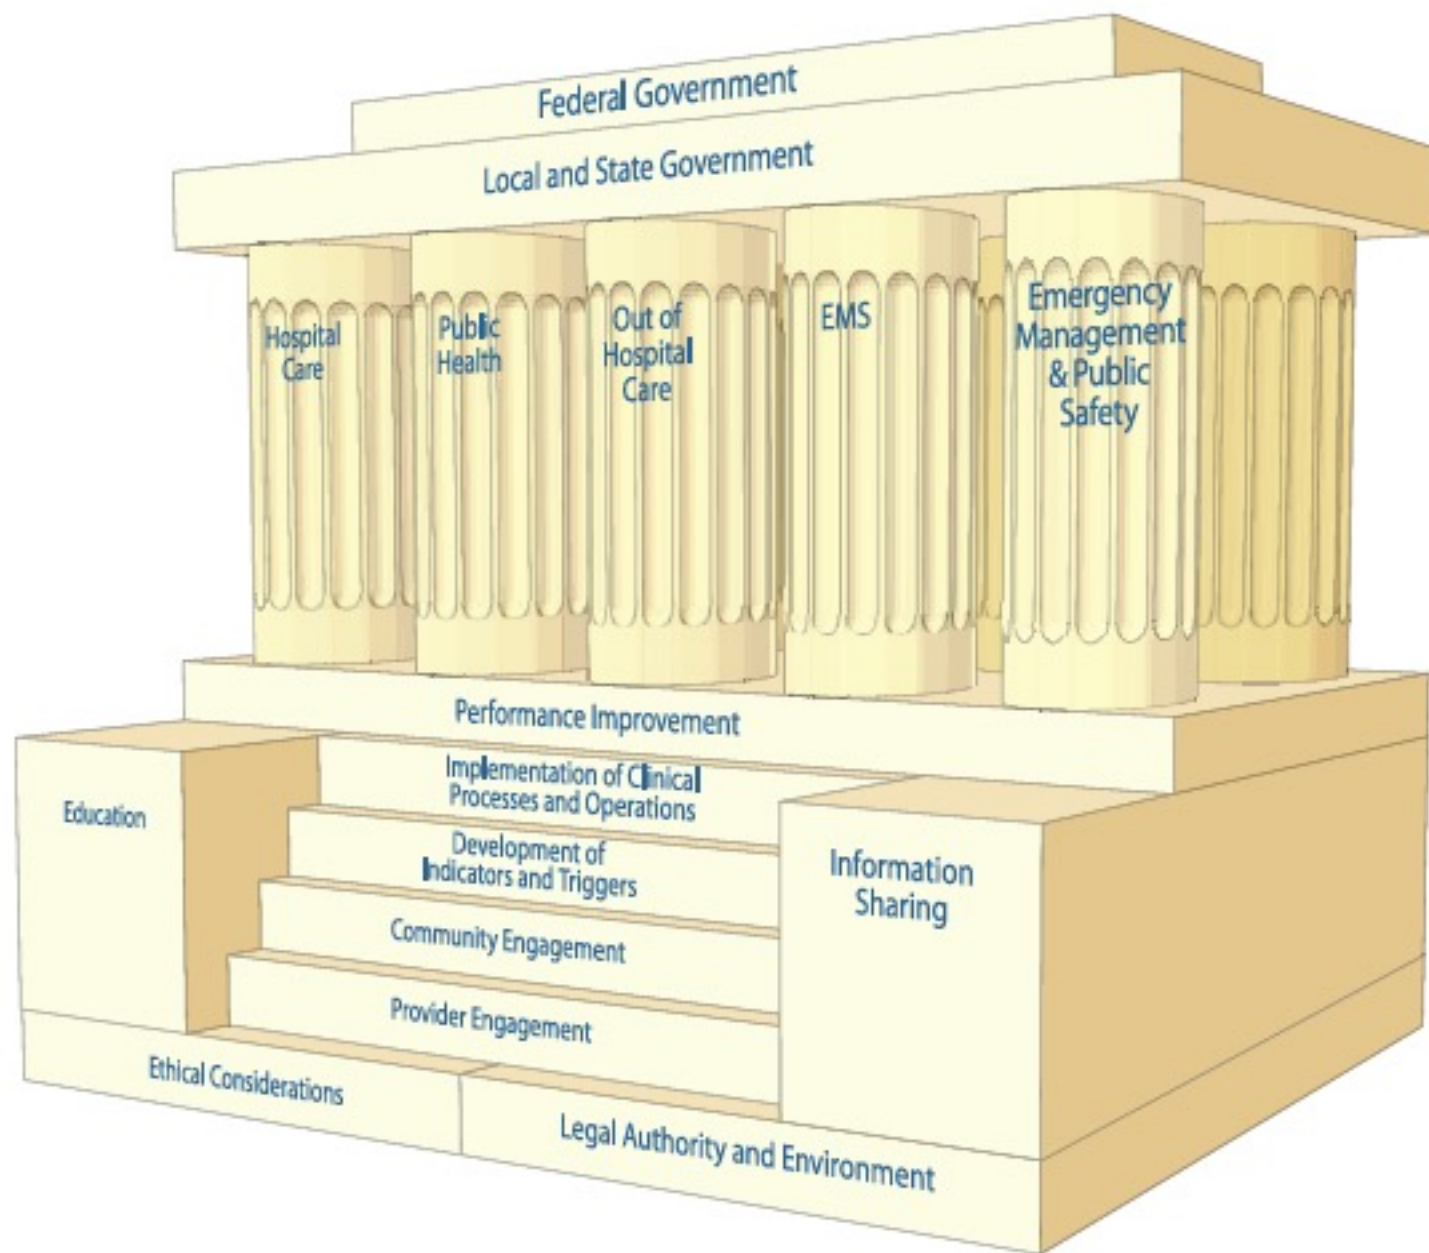 Federal Government
Local and State Government
Hospital
Care
Public
Health
Out of
Hospital
Care
EMS
Emergency
Management
& Public
Safety
Performance Improvement
Implementation of Clinical
Processes and Operations
Development of
Indicators and Triggers
Community Engagement
Provider Engagement
Education
Information
Sharing
Ethical Considerations
Legal Authority and Environment